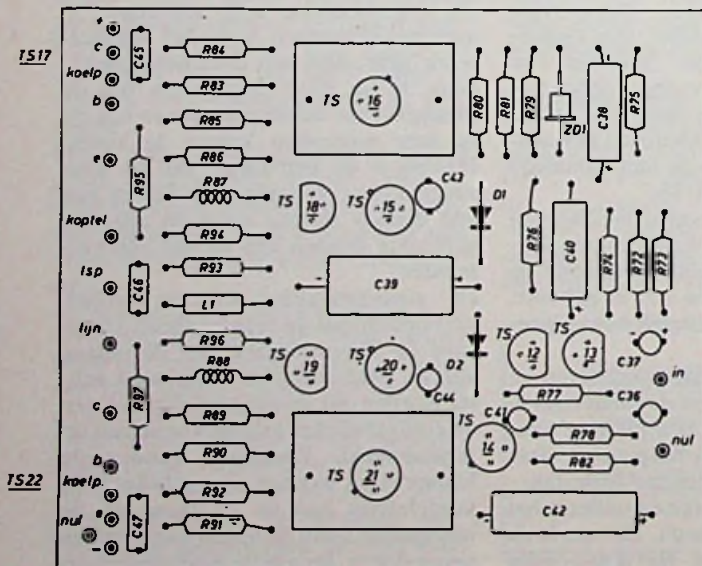 TS17
+
c
koelp
b
e
koptel
lsp
lijn
c
b
koelp.
TS22
e
nul
-
C45
R95
C46
R97
C47
R84
R83
R85
R86
R87
R94
R93
L1
R96
R88
R89
R90
R92
R91
TS 16
TS 18
TS 15
C43
D1
- C39 +
TS 19
TS 20
C44
D2
TS 21
R80
R81
R79
ZD1
C38
+
R75
R76
C40
+
R74
R72
R73
TS 12
TS 13
- +
C37
in
R77
C36
C41
TS 14
R78
nul
R82
- C42 +